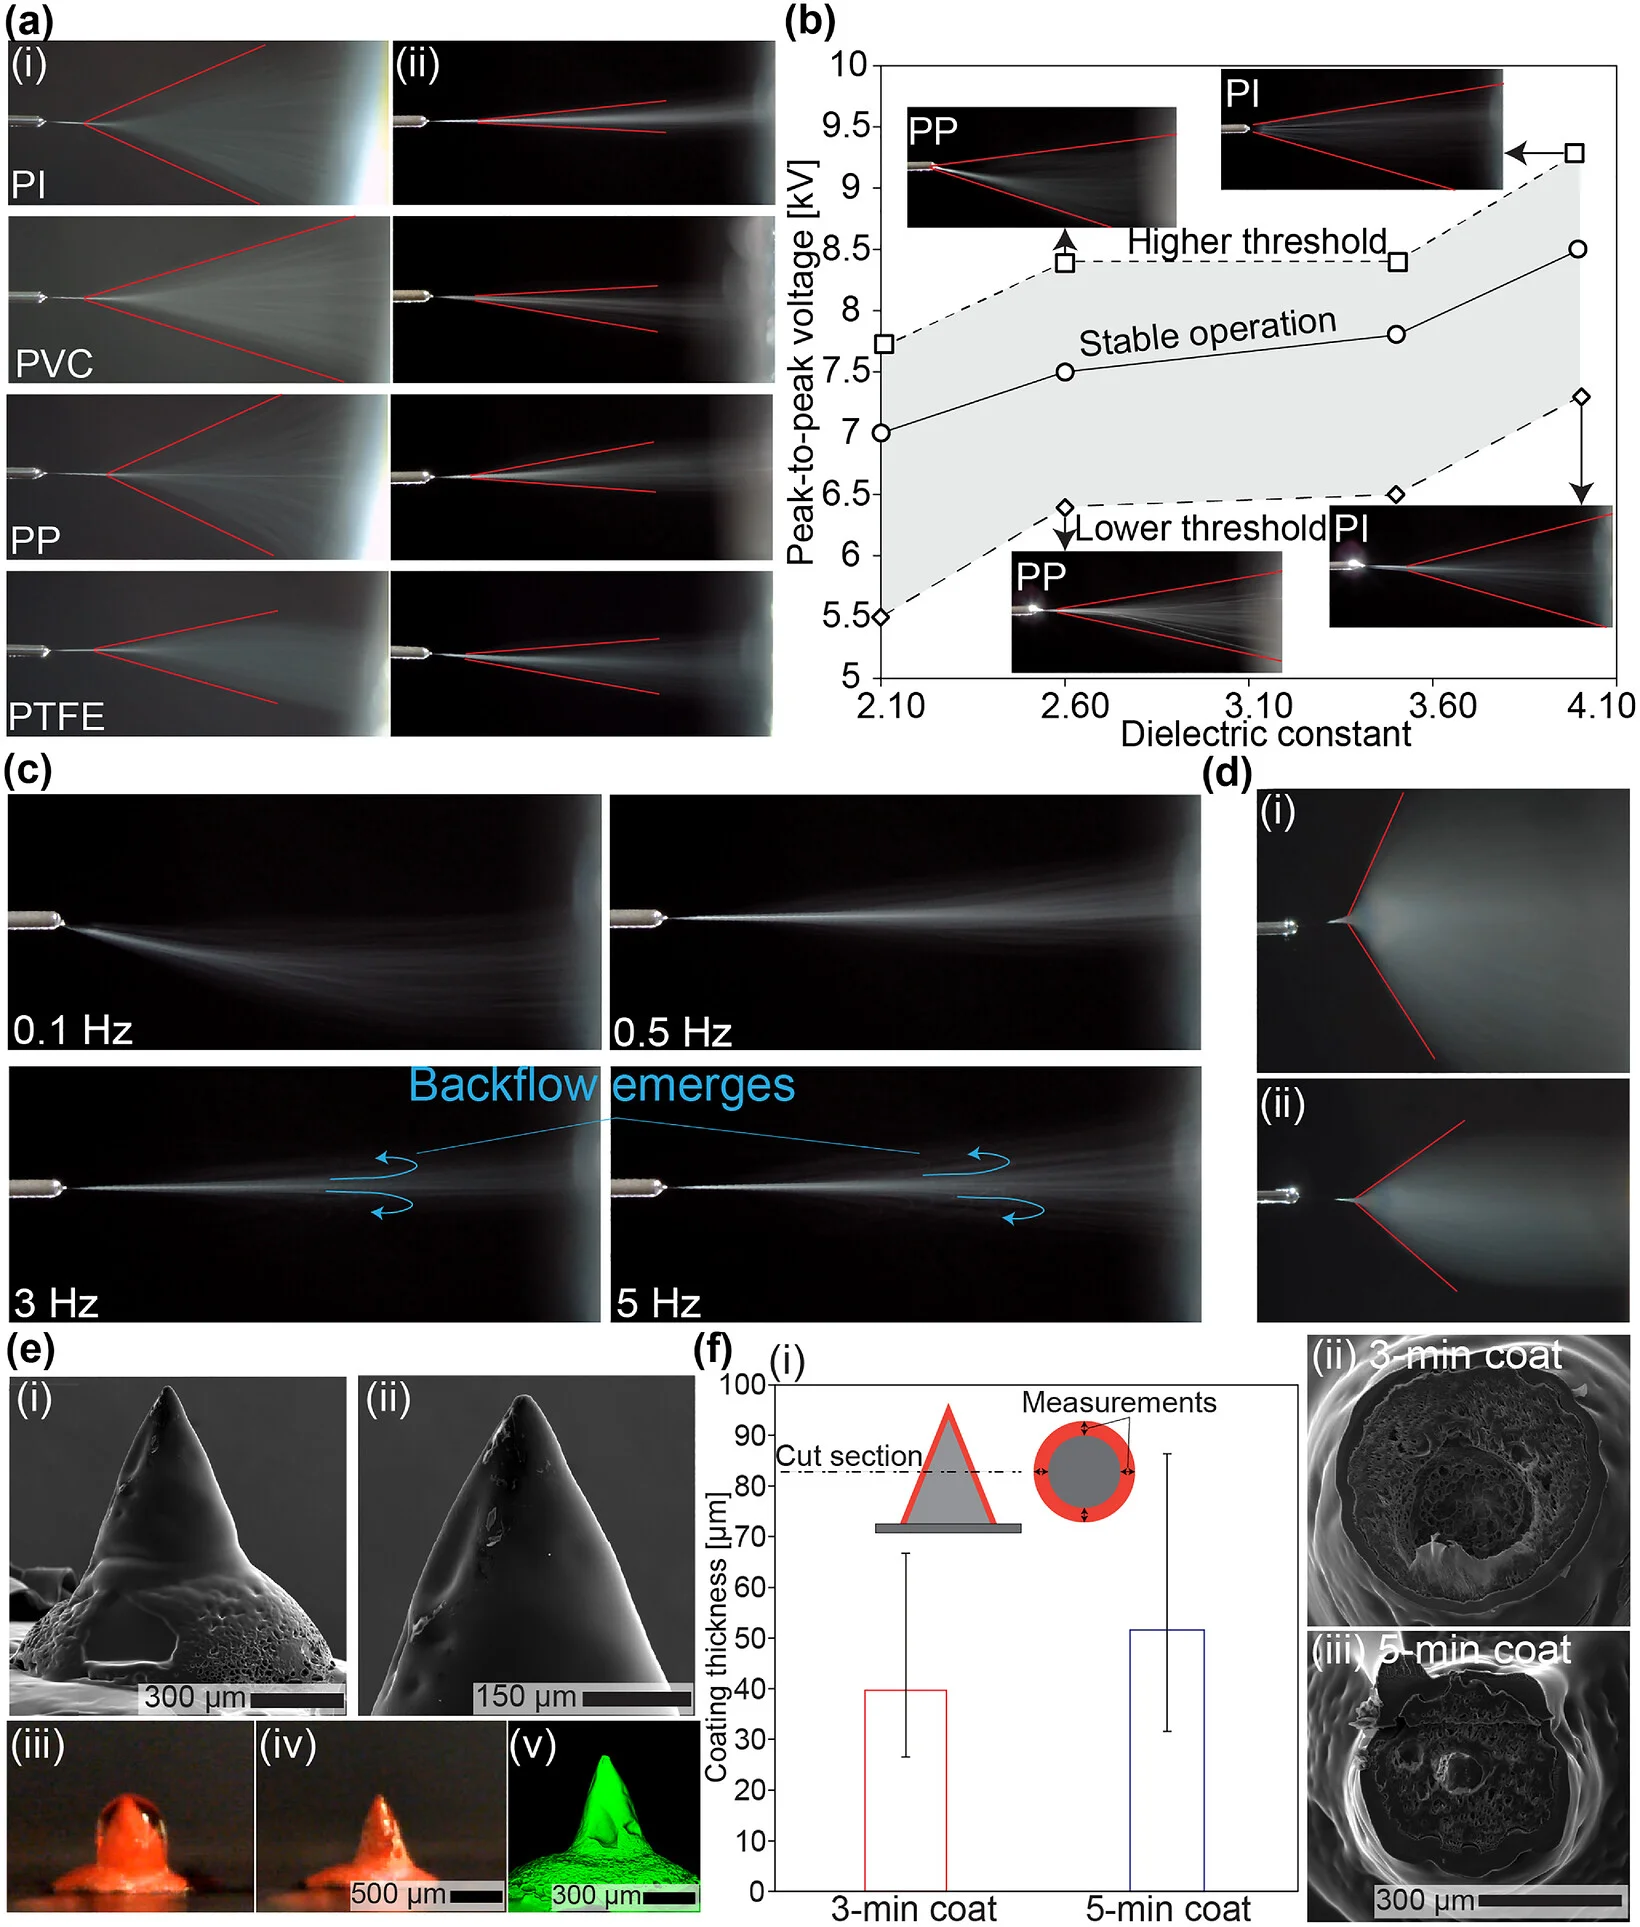 (a)
(i)
PI
(ii)
PVC
PP
PTFE
(b)
Peak-to-peak voltage [kV]
10
9.5
9
8.5
8
7.5
7
6.5
6
5.5
5
2.10
2.60
3.10
3.60
4.10
Dielectric constant
PP
PI
Higher threshold
Stable operation
Lower threshold
PP
PI
(c)
0.1 Hz
0.5 Hz
Backflow emerges
3 Hz
5 Hz
(d)
(i)
(ii)
(e)
(i)
300 µm
(ii)
150 µm
(iii)
(iv)
500 µm
(v)
300 µm
(f)
(i)
Coating thickness [µm]
100
90
80
70
60
50
40
30
20
10
0
Measurements
Cut section
3-min coat
5-min coat
(ii) 3-min coat
(iii) 5-min coat
300 µm